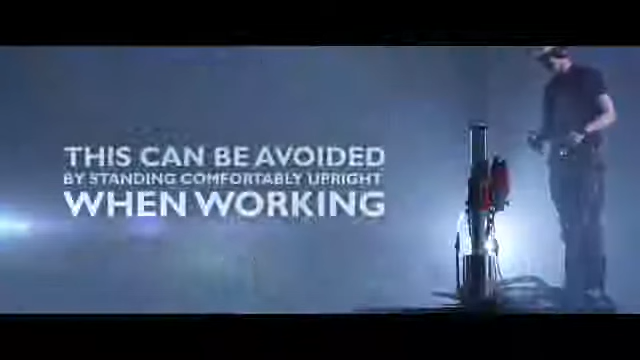 THIS CAN BE AVOIDED
BY STANDING COMFORTABLY UPRIGHT
WHEN WORKING